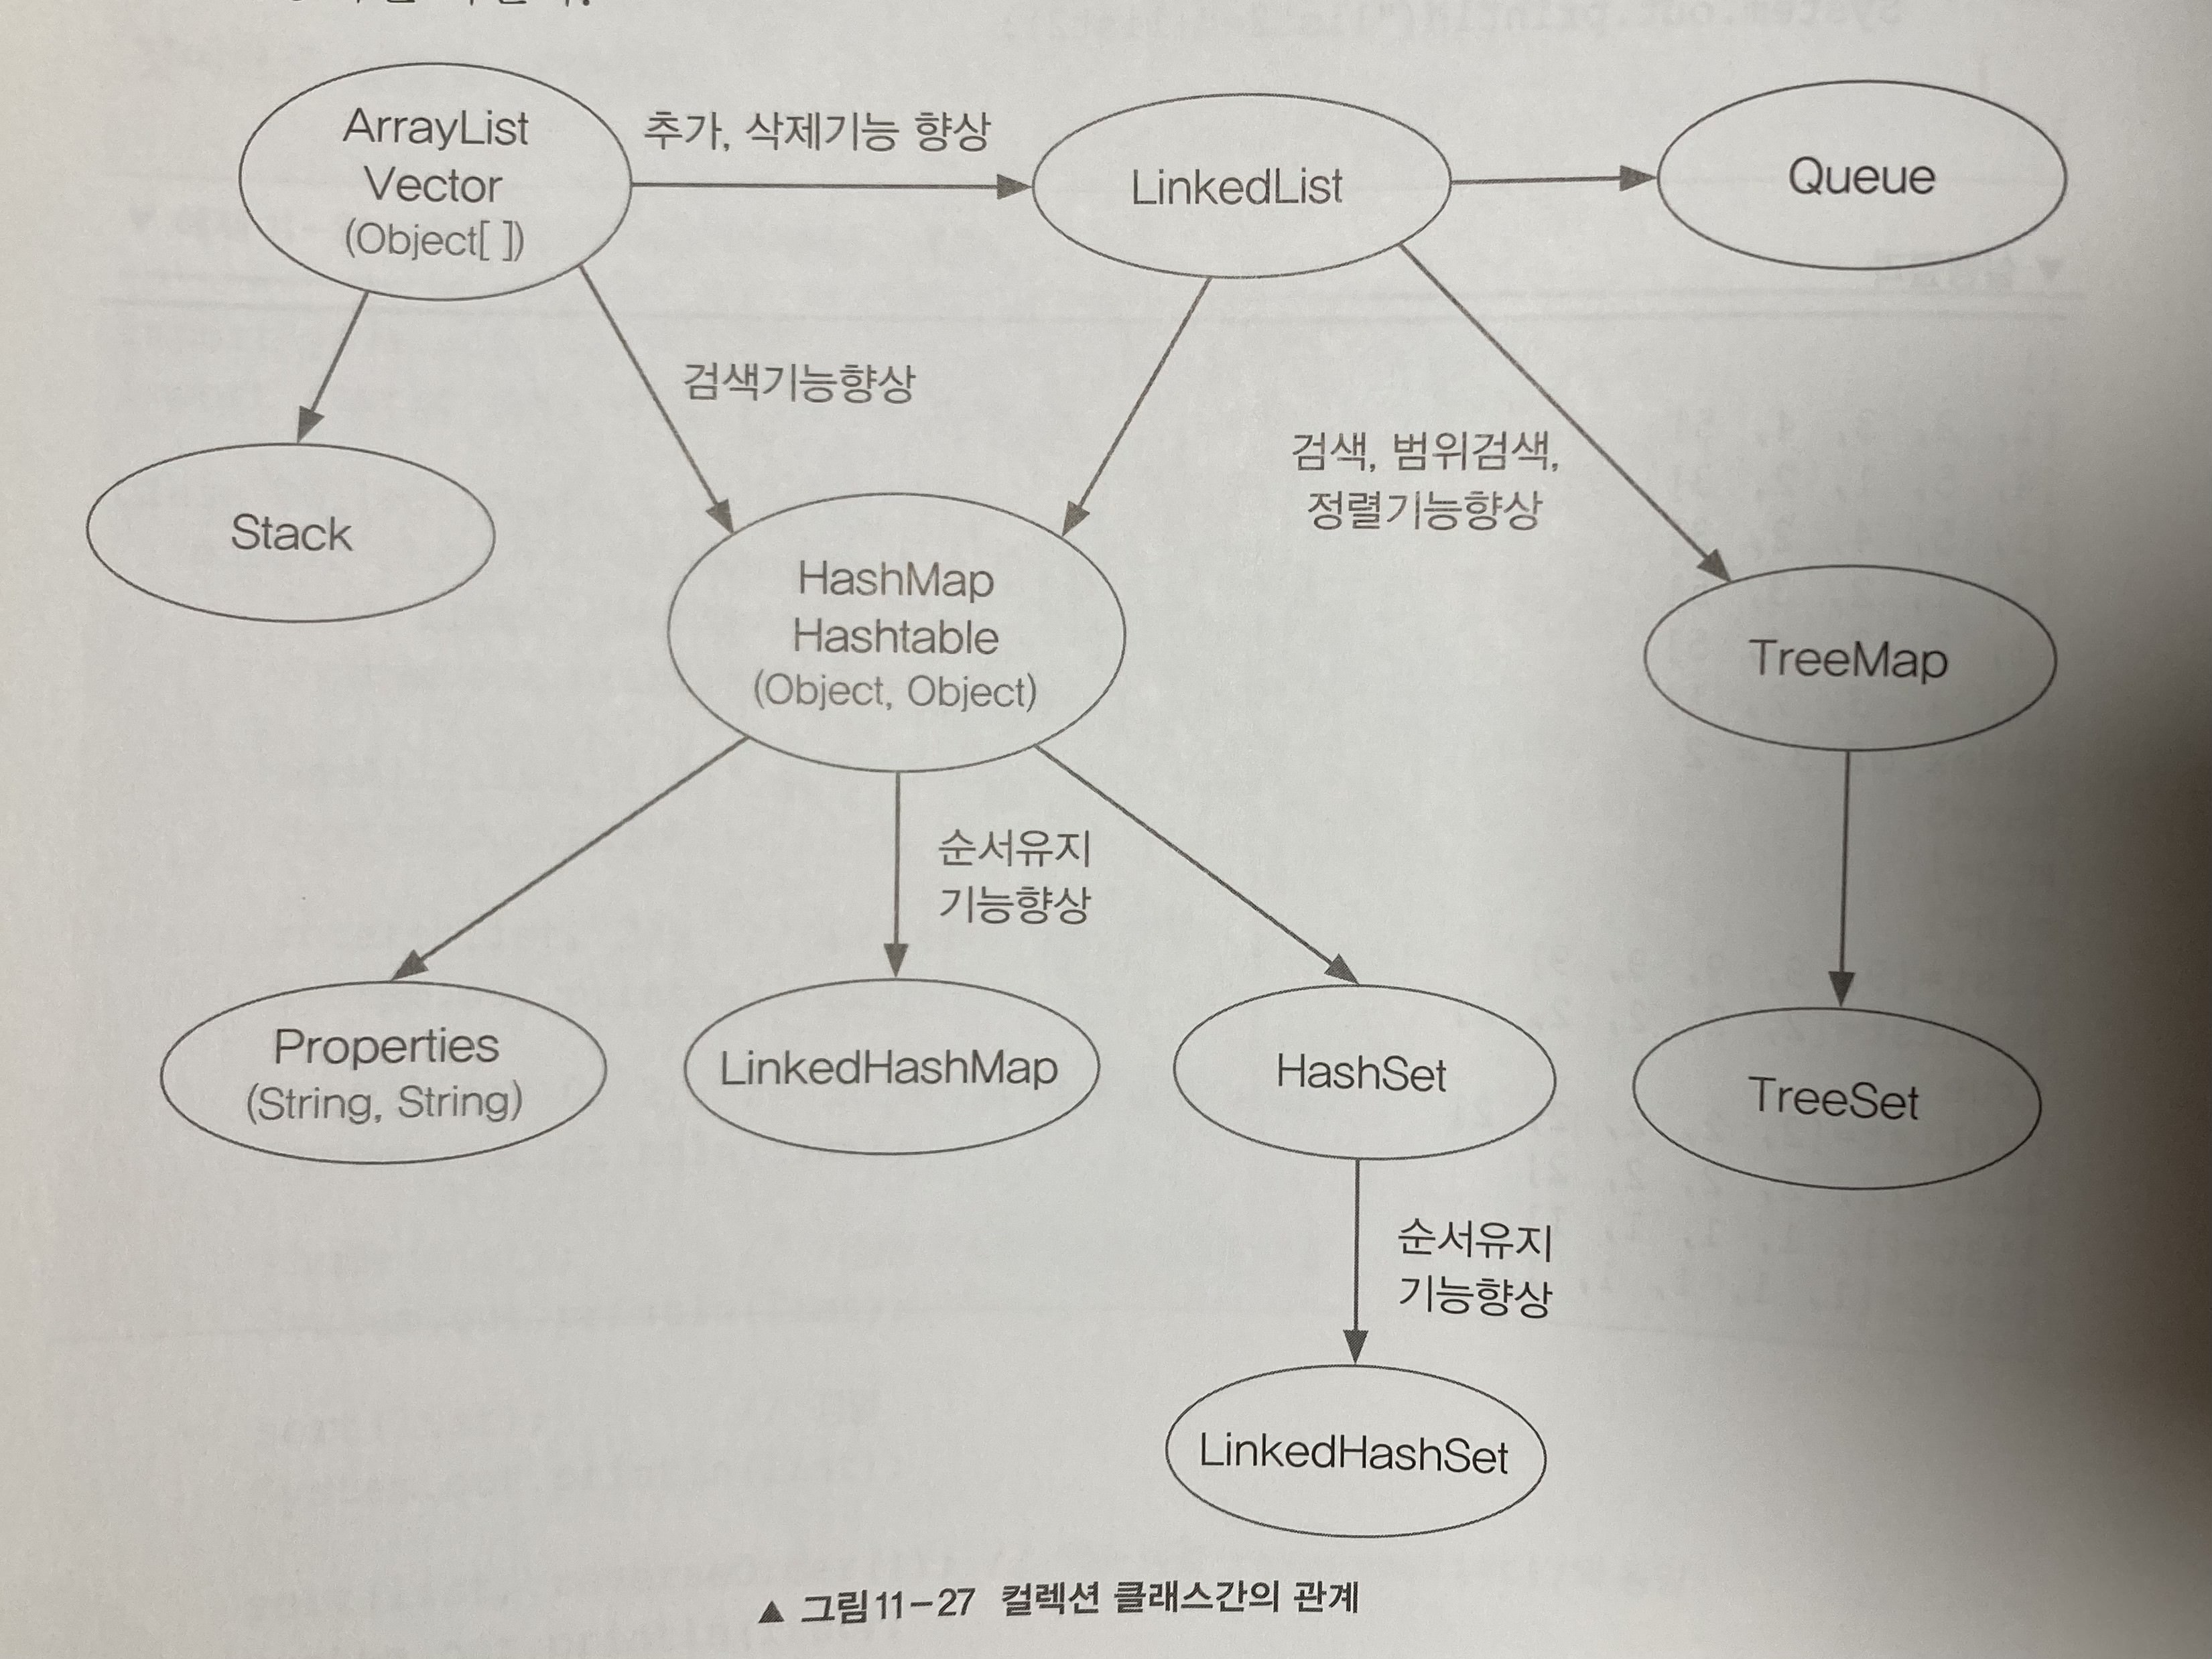 ArrayList
Vector
(Object[ ])
추가, 삭제기능 향상
LinkedList
Queue
검색기능향상
검색, 범위검색,
정렬기능향상
Stack
HashMap
Hashtable
(Object, Object)
TreeMap
순서유지
기능향상
Properties
(String, String)
LinkedHashMap
HashSet
TreeSet
순서유지
기능향상
LinkedHashSet
▲ 그림11-27 컬렉션 클래스간의 관계